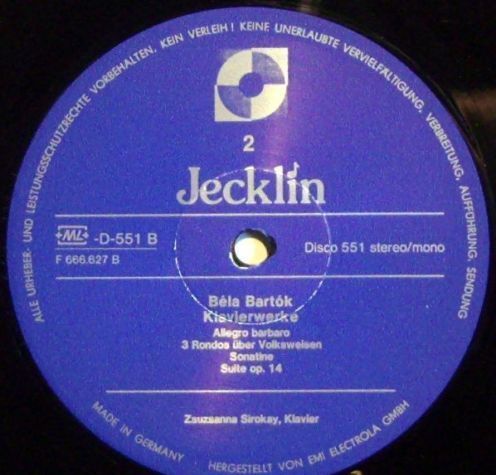 ALLE URHEBER- UND LEISTUNGSSCHUTZRECHTE VORBEHALTEN. KEIN VERLEIH! KEINE UNERLAUBTE VERVIELFÄLTIGUNG, VERBREITUNG, AUFFÜHRUNG, SENDUNG
2
Jecklin
ML -D-551 B
F 666.627 B
Disco 551 stereo/mono
Béla Bartók
Klavierwerke
Allegro barbaro
3 Rondos über Volksweisen
Sonatine
Suite op. 14
Zsuzsanna Sirokay, Klavier
MADE IN GERMANY · HERGESTELLT VON EMI ELECTROLA GMBH